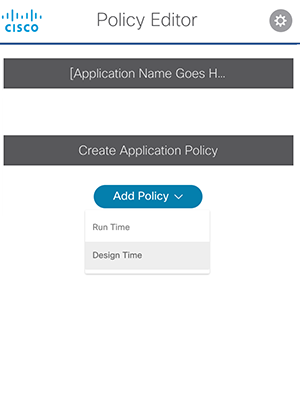 Policy Editor
CISCO
[Application Name Goes H...
Create Application Policy
Add Policy
Run Time
Design Time